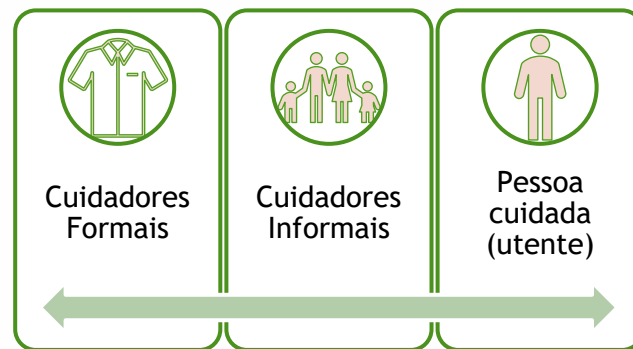 Cuidadores
Formais
Cuidadores
Informais
Pessoa
cuidada
(utente)